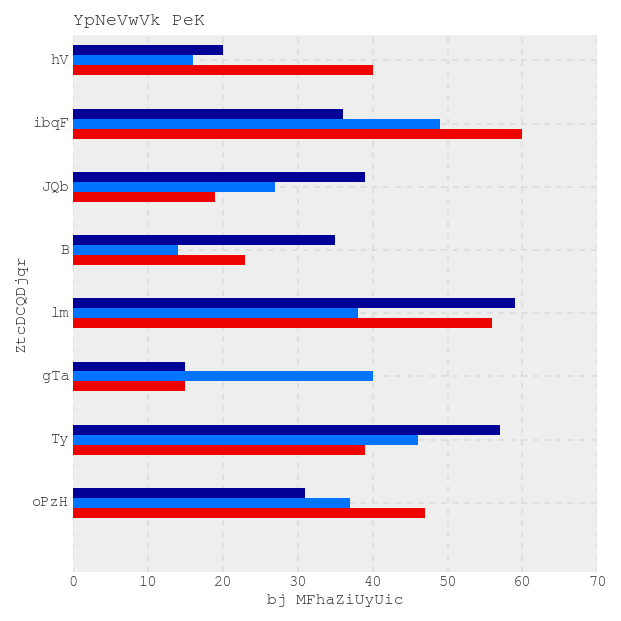 YpNeVwVk PeK
hV
ibqF
JQb
B
lm
gTa
Ty
oPzH
ZtcDCQDjqr
0 10 20 30 40 50 60 70
bj MFhaZiUyUic